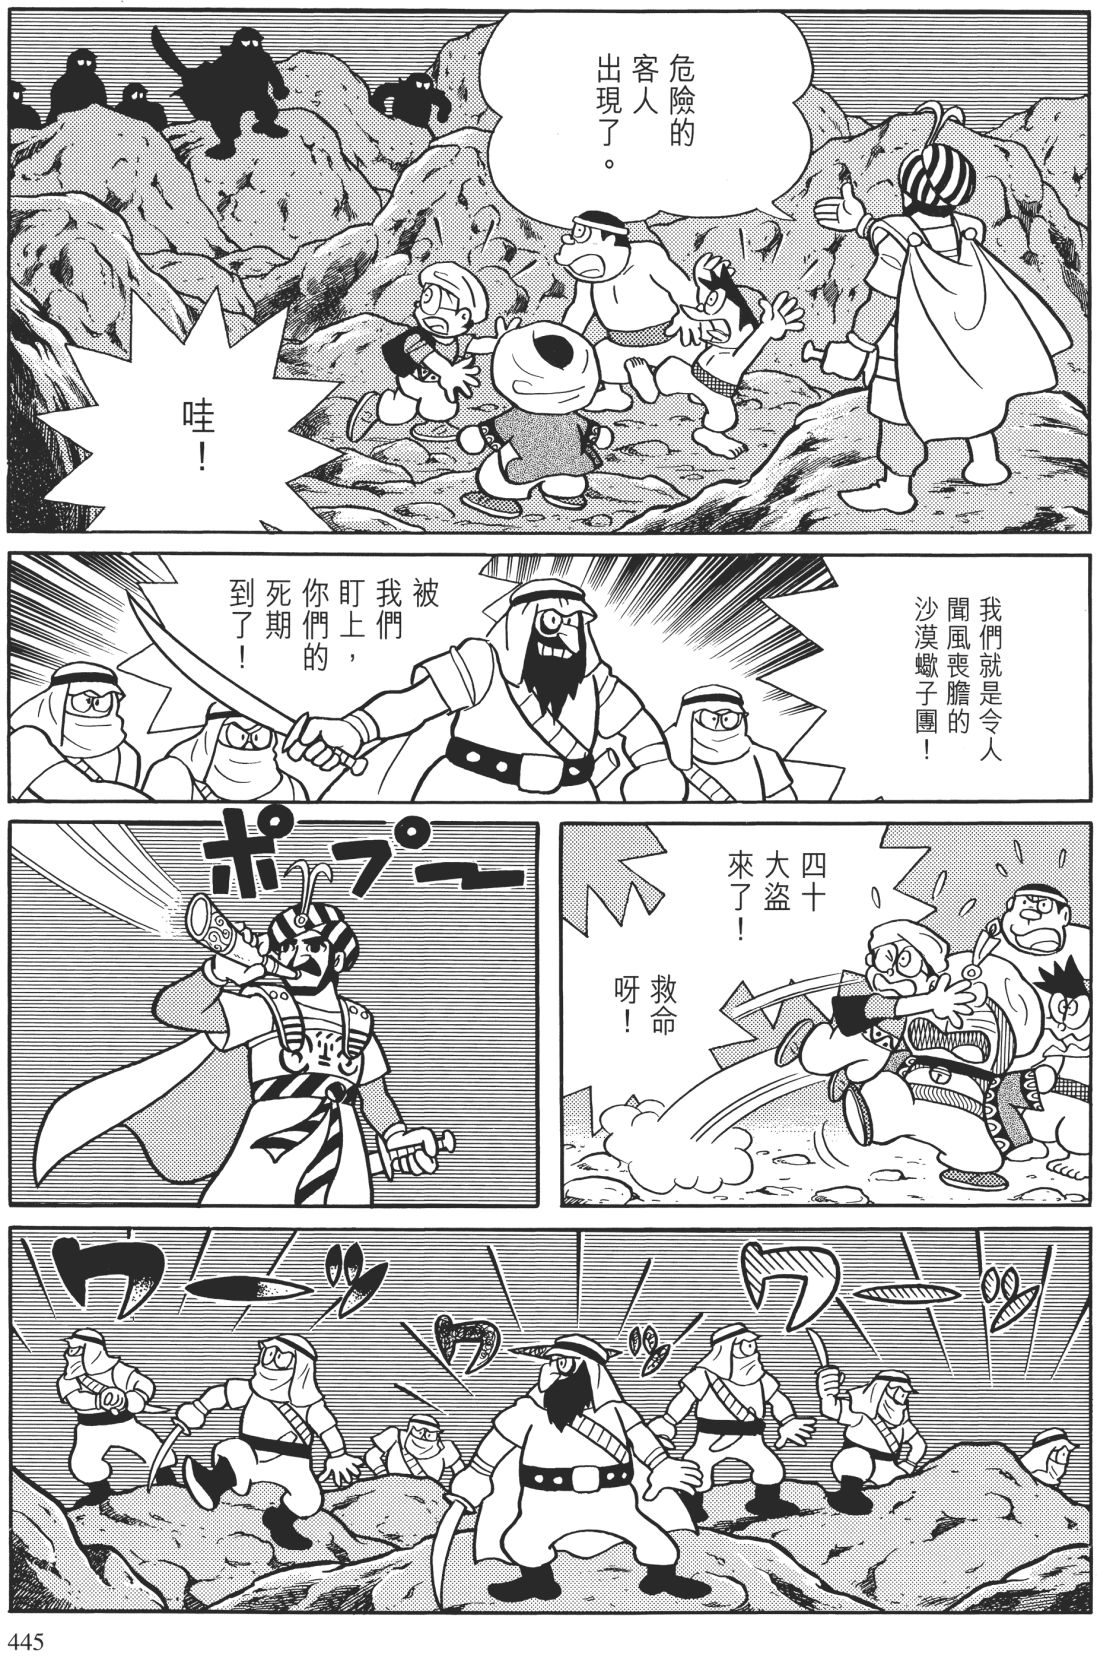 危險的
客人
出現了。
哇！
我們就是令人
聞風喪膽的
沙漠蠍子團！
被
我們
盯上，
你們的
死期
到了！
四十
大盜
來了！
救命
呀！
ポプー
ワーッ
ワーッ
ワーッ
445